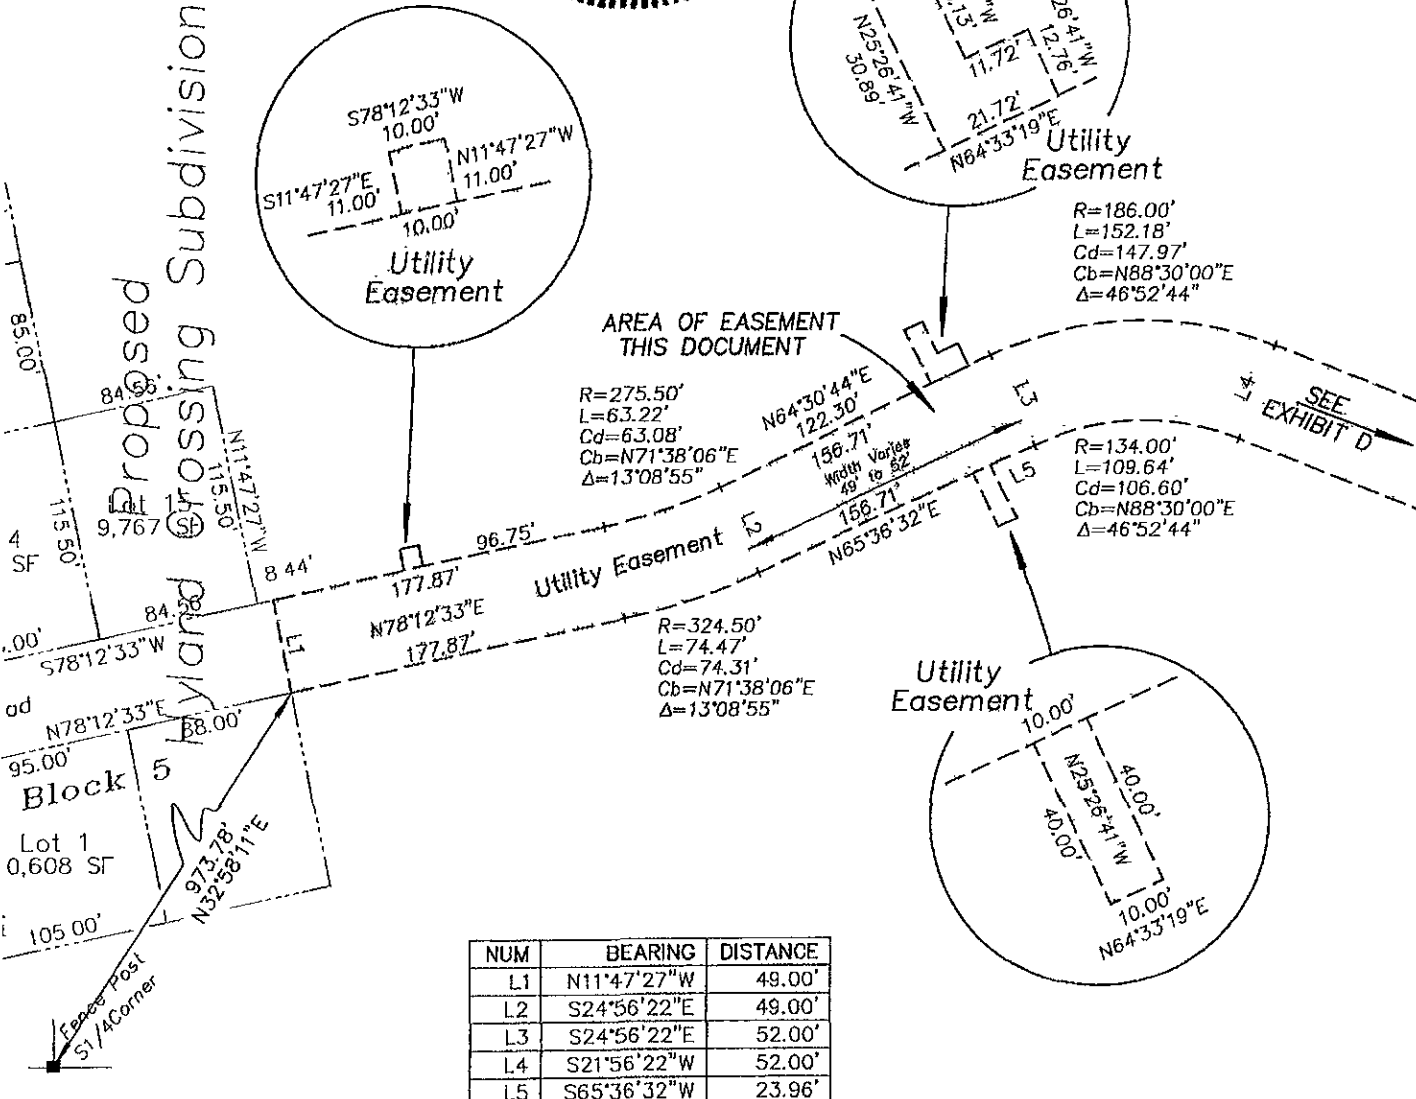 Proposed
Hyland Crossing Subdivision
S78°12'33"W
10.00'
N11°47'27"W
11.00'
S11°47'27"E
11.00'
10.00'
Utility
Easement
N25°26'41"W
30.89'
.13'
"W
26'41"W
12.76'
11.72'
21.72'
N64°33'19"E
Utility
Easement
R=186.00'
L=152.18'
Cd=147.97'
Cb=N88°30'00"E
Δ=46°52'44"
AREA OF EASEMENT
THIS DOCUMENT
R=275.50'
L=63.22'
Cd=63.08'
Cb=N71°38'06"E
Δ=13°08'55"
N64°30'44"E
122.30'
156.71'
Width Varies
49' to 52'
156.71'
N65°36'32"E
L3
L4
L5
L2
SEE
EXHIBIT D
R=134.00'
L=109.64'
Cd=106.60'
Cb=N88°30'00"E
Δ=46°52'44"
85.00'
84.56'
N11°47'27"W
115.50'
115.50'
Lot 1
9,767 SF
4
SF
8 44'
84.56'
.00'
S78°12'33"W
L1
96.75'
177.87'
N78°12'33"E
177.87'
Utility Easement
R=324.50'
L=74.47'
Cd=74.31'
Cb=N71°38'06"E
Δ=13°08'55"
ad
N78°12'33"E
95.00'
88.00'
Block 5
Lot 1
0,608 SF
105 00'
973.78'
N32°58'11"E
Fence Post
S1/4Corner
Utility
Easement
10.00'
40.00'
N25°26'41"W
40.00'
10.00'
N64°33'19"E
NUM BEARING DISTANCE
L1 N11°47'27"W 49.00'
L2 S24°56'22"E 49.00'
L3 S24°56'22"E 52.00'
L4 S21°56'22"W 52.00'
L5 S65°36'32"W 23.96'